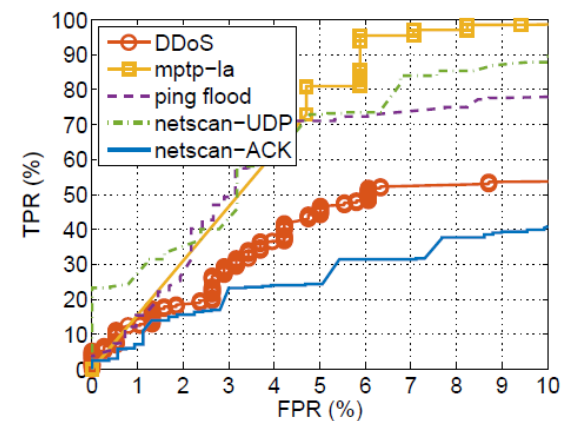 100
90
80
70
60
50
40
30
20
10
0
TPR (%)
DDoS
mptp-la
ping flood
netscan-UDP
netscan-ACK
0 1 2 3 4 5 6 7 8 9 10
FPR (%)